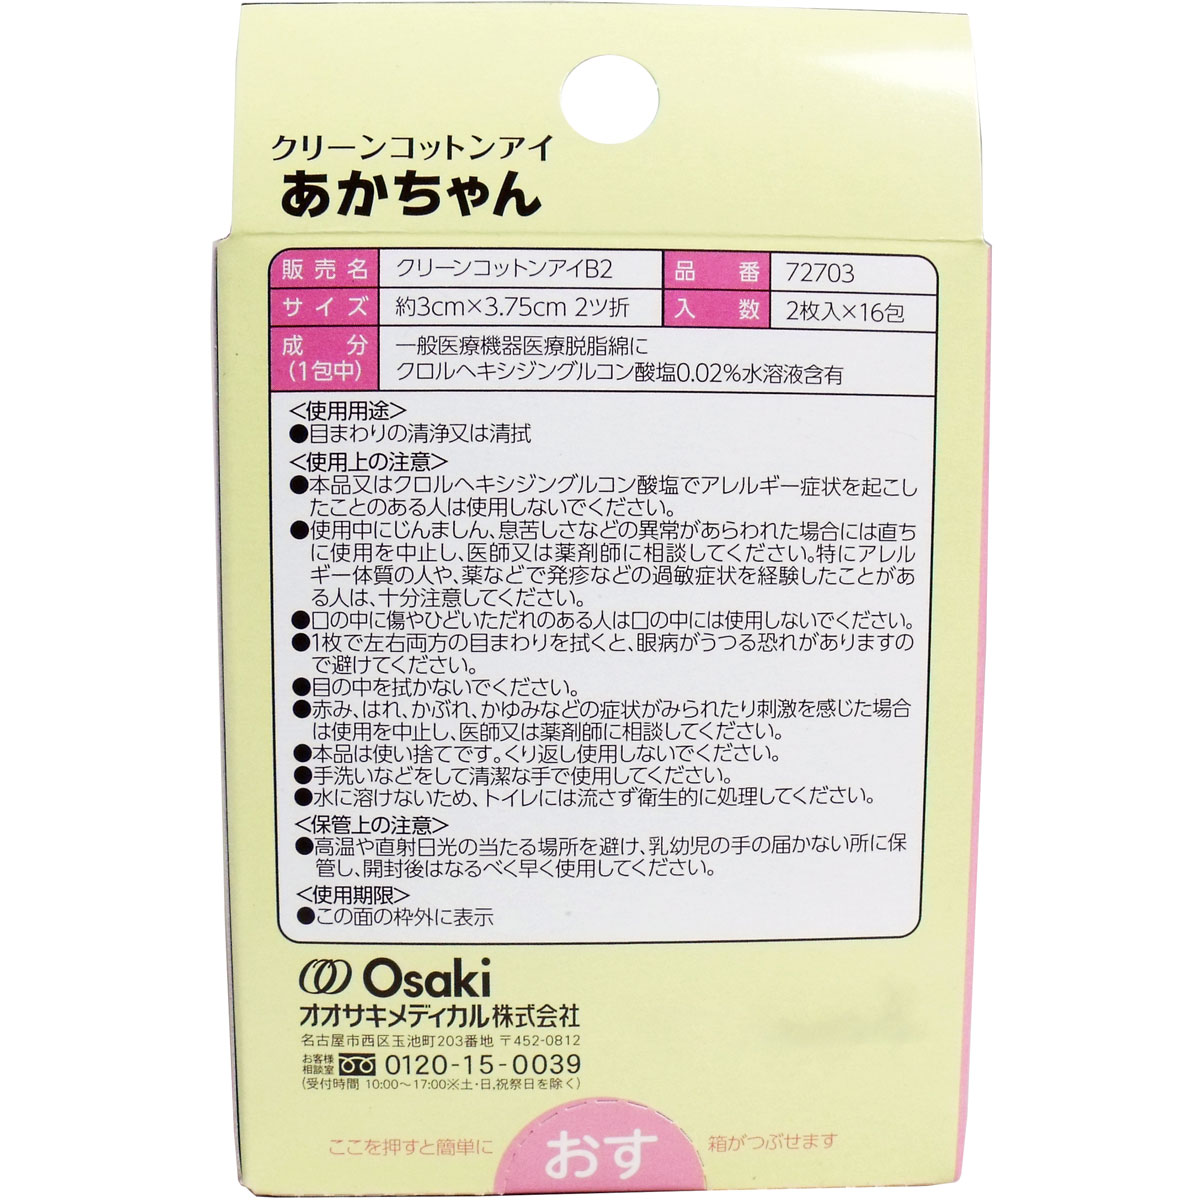 クリーンコットンアイ
あかちゃん
販売名 クリーンコットンアイB2 品番 72703
サイズ 約3cm×3.75cm 2ツ折 入数 2枚入×16包
成分 一般医療機器医療脱脂綿に
(1包中) クロルヘキシジングルコン酸塩0.02%水溶液含有
<使用用途>
●目まわりの清浄又は清拭
<使用上の注意>
●本品又はクロルヘキシジングルコン酸塩でアレルギー症状を起こし
たことのある人は使用しないでください。
●使用中にじんましん、息苦しさなどの異常があらわれた場合には直ち
に使用を中止し、医師又は薬剤師に相談してください。特にアレル
ギー体質の人や、薬などで発疹などの過敏症状を経験したことがあ
る人は、十分注意してください。
●口の中に傷やひどいただれのある人は口の中には使用しないでください。
●1枚で左右両方の目まわりを拭くと、眼病がうつる恐れがありますの
で避けてください。
●目の中を拭かないでください。
●赤み、はれ、かぶれ、かゆみなどの症状がみられたり刺激を感じた場合
は使用を中止し、医師又は薬剤師に相談してください。
●本品は使い捨てです。くり返し使用しないでください。
●手洗いなどをして清潔な手で使用してください。
●水に溶けないため、トイレには流さず衛生的に処理してください。
<保管上の注意>
●高温や直射日光の当たる場所を避け、乳幼児の手の届かない所に保
管し、開封後はなるべく早く使用してください。
<使用期限>
●この面の枠外に表示
Osaki
オオサキメディカル株式会社
名古屋市西区玉池町203番地 〒452-0812
お客様相談室 0120-15-0039
(受付時間 10:00～17:00※土・日,祝祭日を除く)
ここを押すと簡単に おす 箱がつぶせます